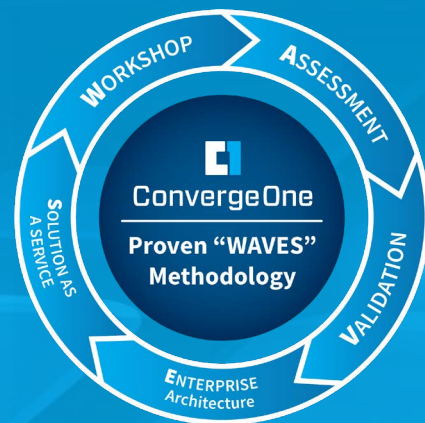 WORKSHOP
ASSESSMENT
VALIDATION
ENTERPRISE
Architecture
SOLUTION AS
A SERVICE
ConvergeOne
Proven “WAVES”
Methodology